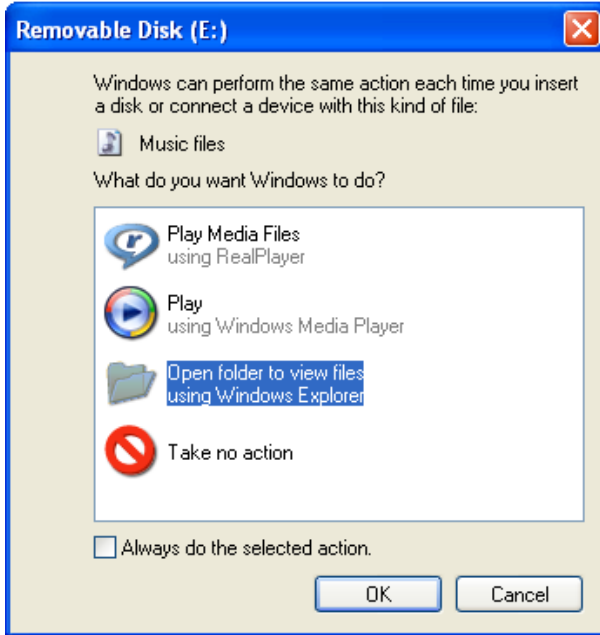 Removable Disk (E:)
Windows can perform the same action each time you insert
a disk or connect a device with this kind of file:
Music files
What do you want Windows to do?
Play Media Files
using RealPlayer
Play
using Windows Media Player
Open folder to view files
using Windows Explorer
Take no action
Always do the selected action.
OK
Cancel